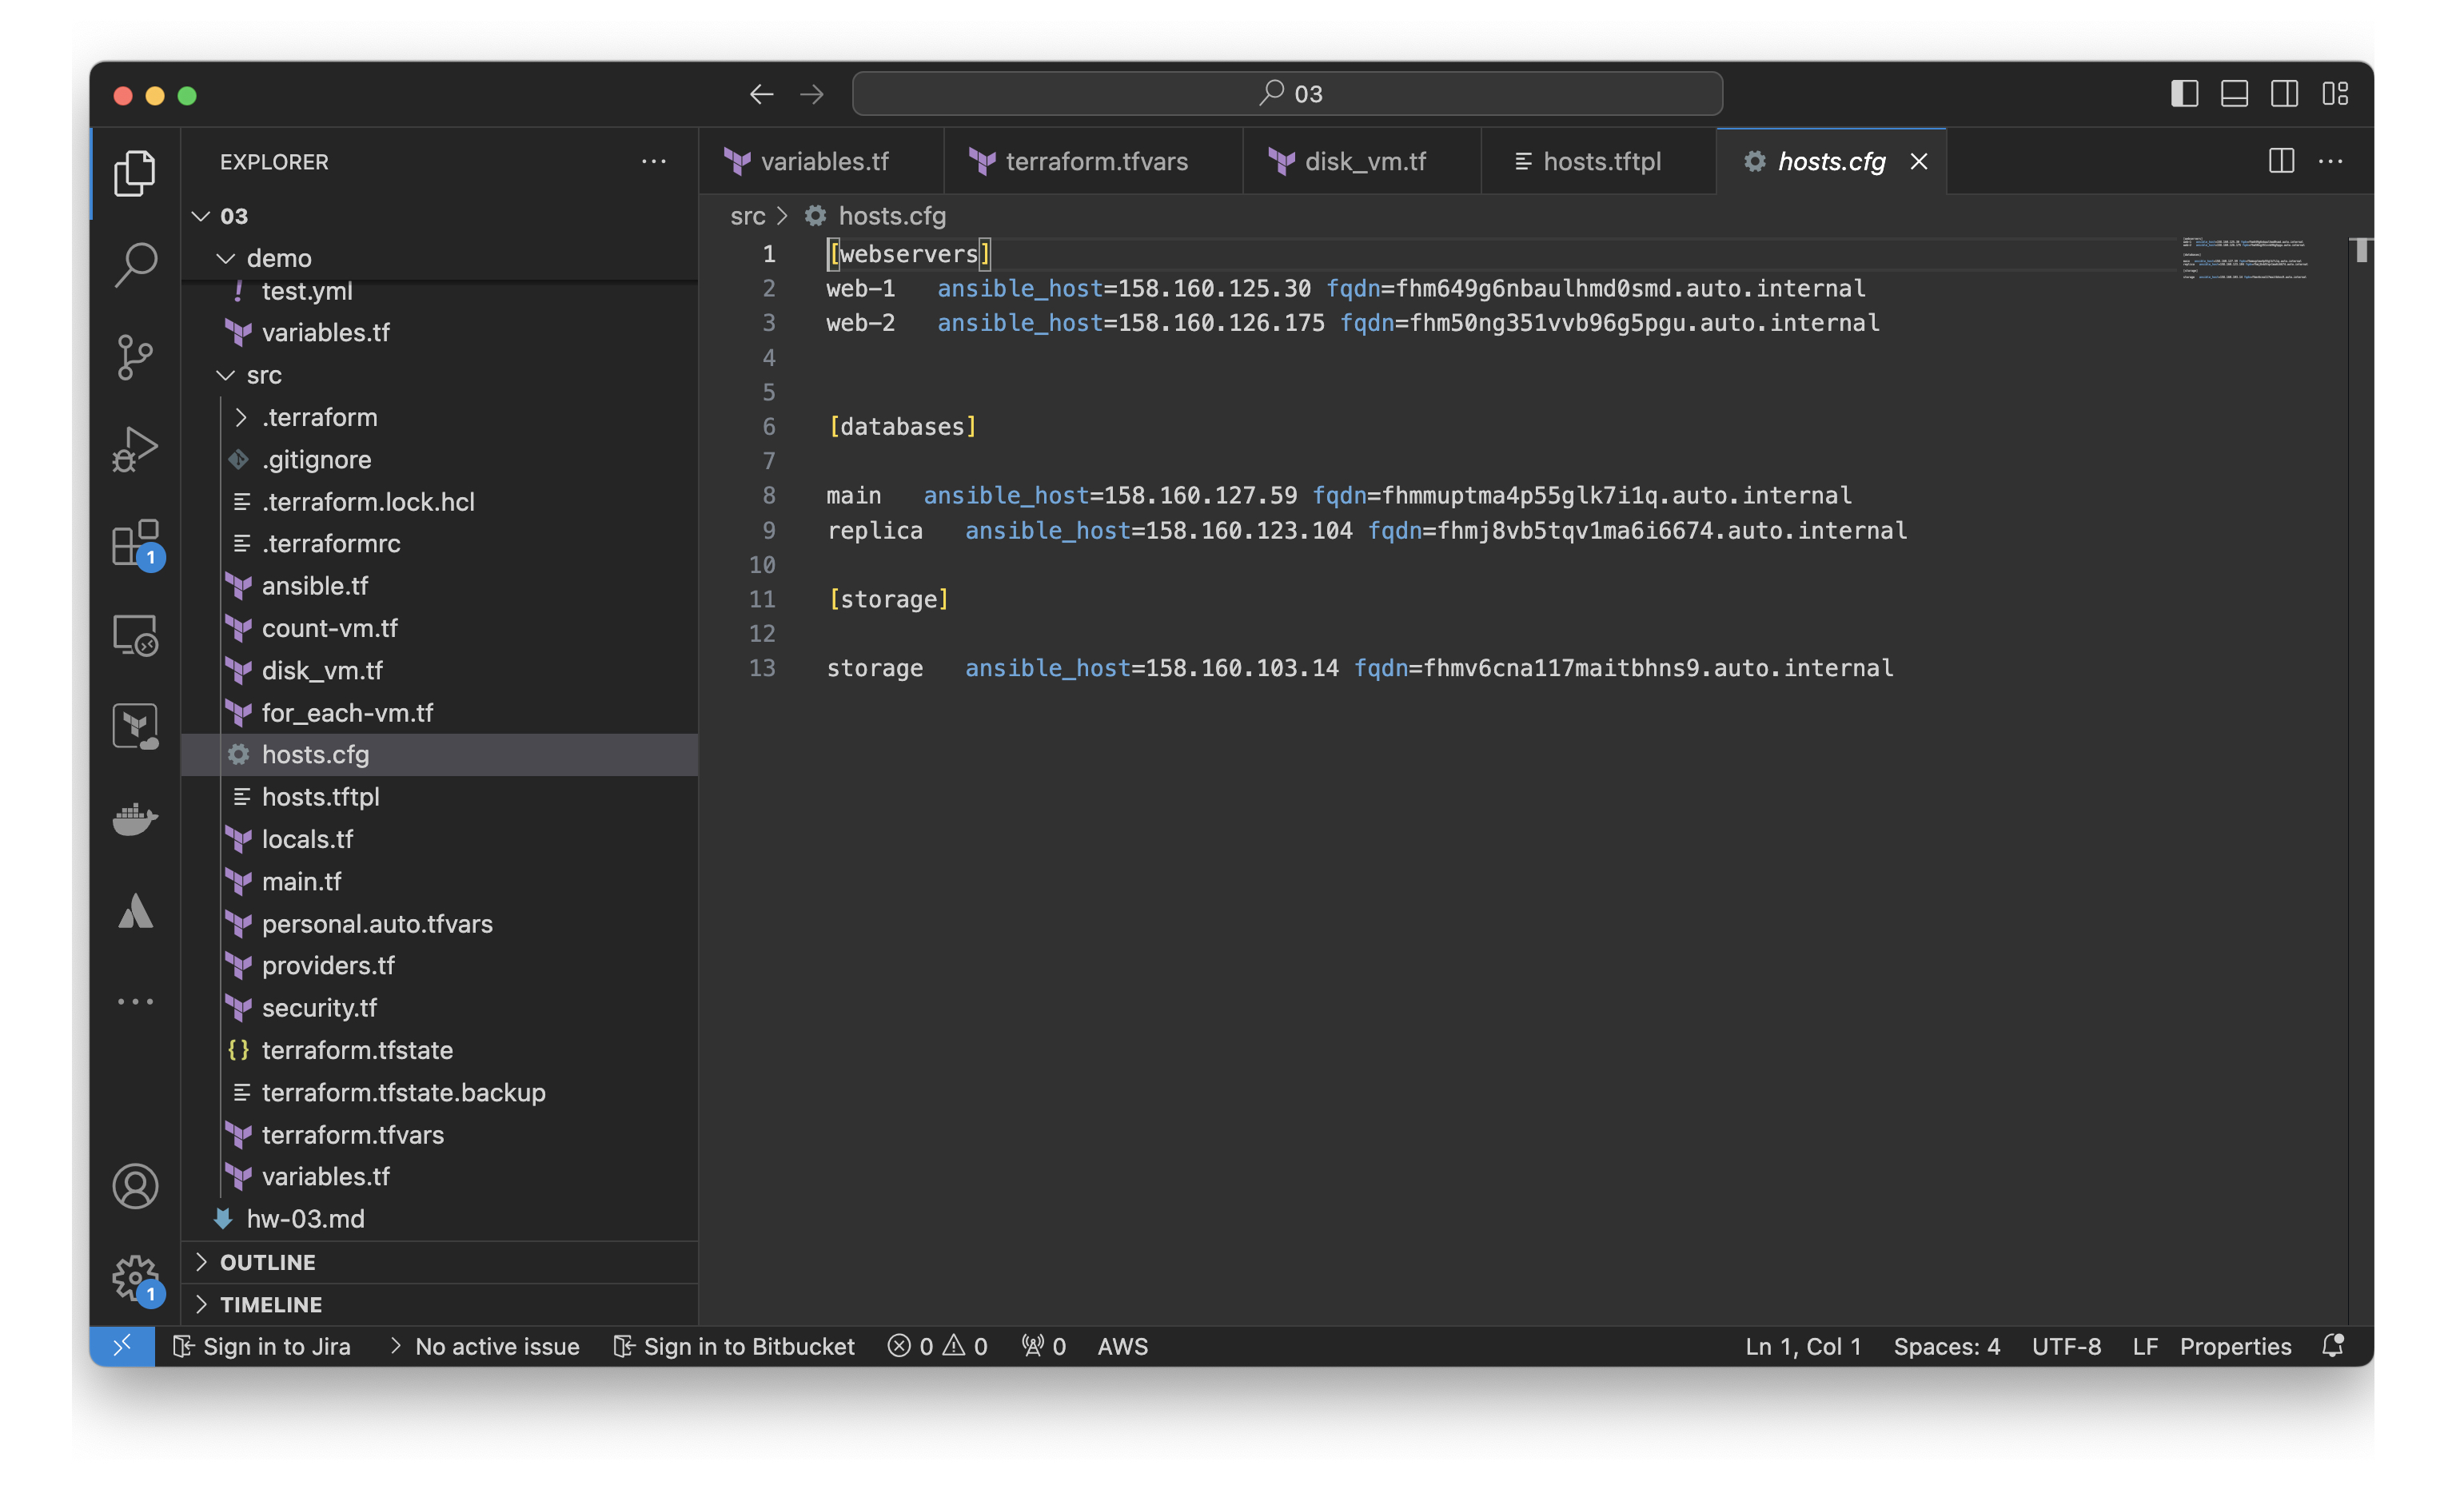 03
EXPLORER
03
demo
test.yml
variables.tf
src
.terraform
.gitignore
.terraform.lock.hcl
.terraformrc
ansible.tf
count-vm.tf
disk_vm.tf
for_each-vm.tf
hosts.cfg
hosts.tftpl
locals.tf
main.tf
personal.auto.tfvars
providers.tf
security.tf
terraform.tfstate
terraform.tfstate.backup
terraform.tfvars
variables.tf
hw-03.md
OUTLINE
TIMELINE
1
1
variables.tf terraform.tfvars disk_vm.tf hosts.tftpl hosts.cfg
src > hosts.cfg
1 [webservers]
2 web-1   ansible_host=158.160.125.30 fqdn=fhm649g6nbaulhmd0smd.auto.internal
3 web-2   ansible_host=158.160.126.175 fqdn=fhm50ng351vvb96g5pgu.auto.internal
4
5
6 [databases]
7
8 main   ansible_host=158.160.127.59 fqdn=fhmmuptma4p55glk7i1q.auto.internal
9 replica   ansible_host=158.160.123.104 fqdn=fhmj8vb5tqv1ma6i6674.auto.internal
10
11 [storage]
12
13 storage   ansible_host=158.160.103.14 fqdn=fhmv6cna117maitbhns9.auto.internal
Sign in to Jira > No active issue Sign in to Bitbucket 0 0 0 AWS Ln 1, Col 1 Spaces: 4 UTF-8 LF Properties